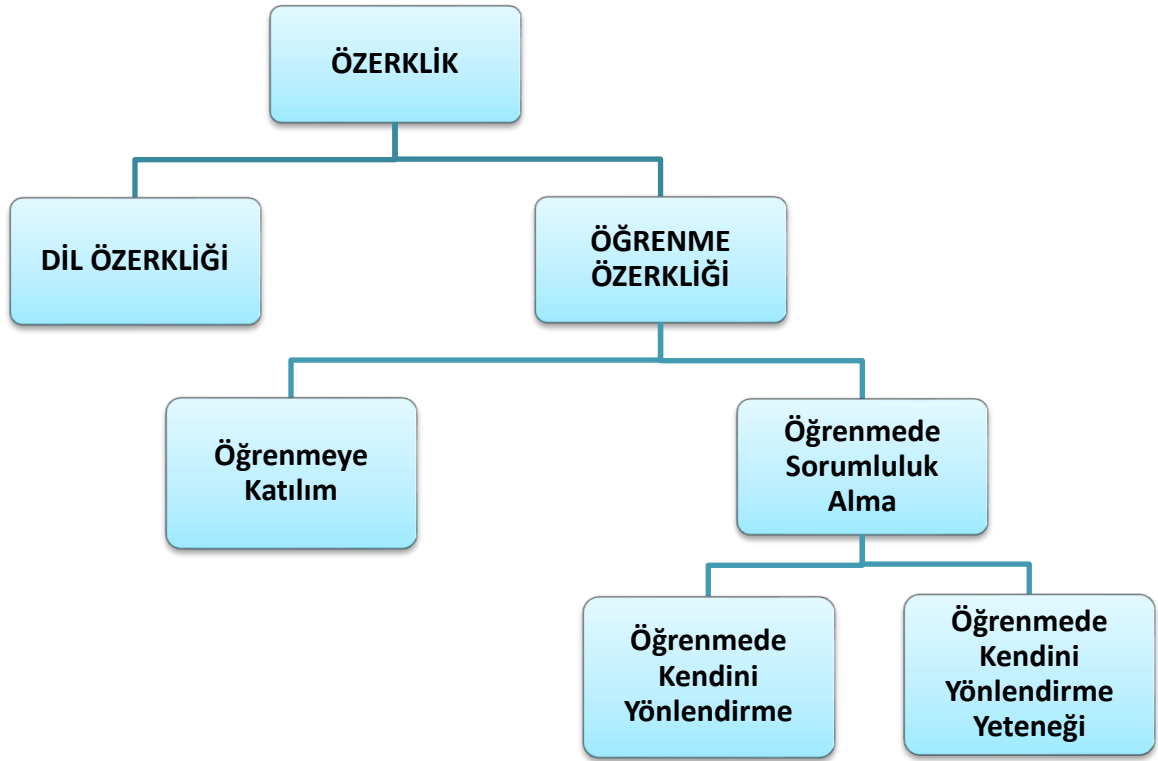 ÖZERKLİK
DİL ÖZERKLİĞİ
ÖĞRENME
ÖZERKLİĞİ
Öğrenmeye
Katılım
Öğrenmede
Sorumluluk
Alma
Öğrenmede
Kendini
Yönlendirme
Öğrenmede
Kendini
Yönlendirme
Yeteneği